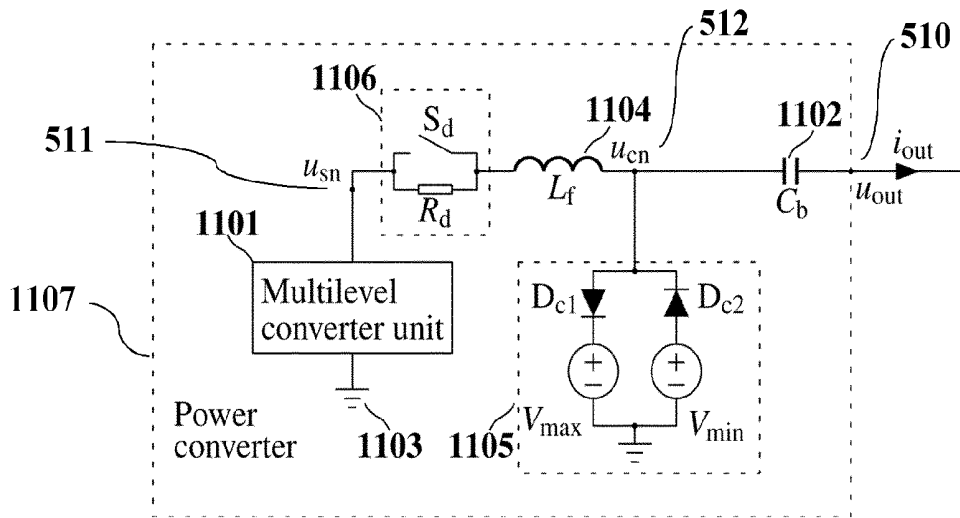 512
510
1106
1104
1102
511
S_d
u_cn
i_out
u_sn
L_f
C_b
u_out
R_d
1101
Multilevel
converter unit
D_c1
D_c2
1107
+
−
+
−
V_max
V_min
Power
converter
1103
1105